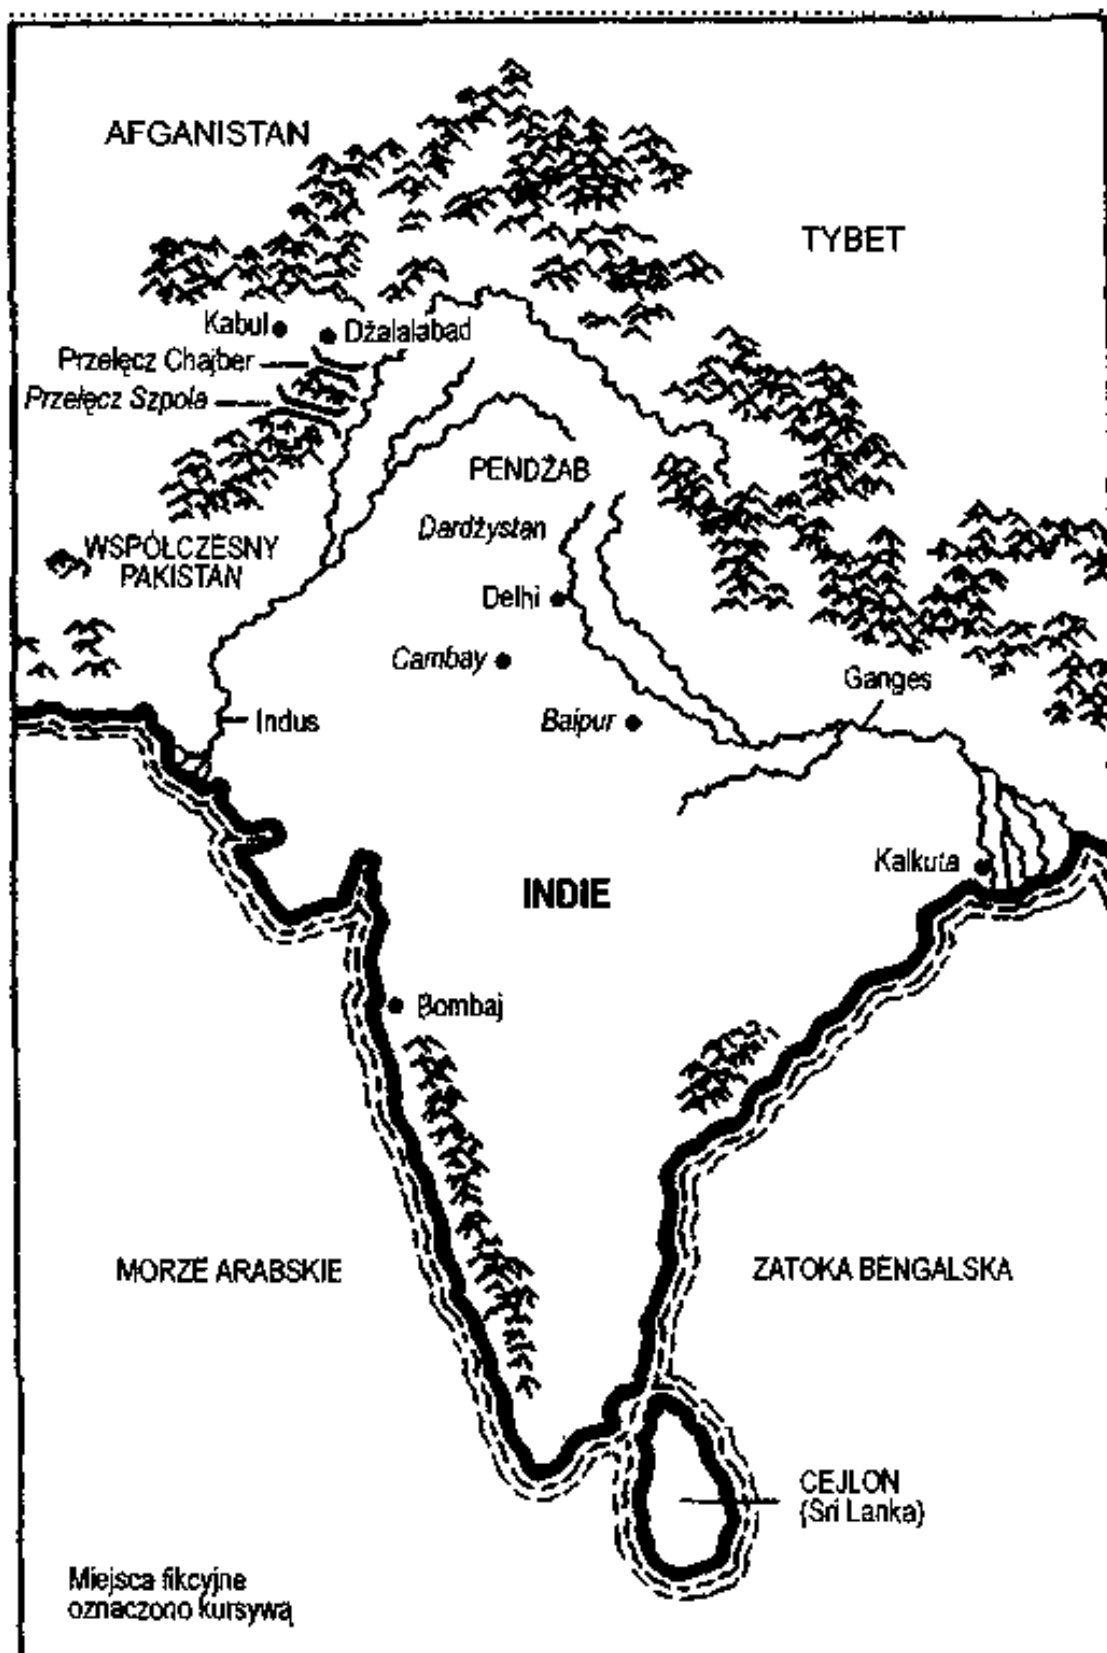 AFGANISTAN
TYBET
Kabul
Dżalalabad
Przełęcz Chajber
Przełęcz Szpola
PENDŻAB
Dardżystan
WSPÓŁCZESNY
PAKISTAN
Delhi
Cambay
Ganges
Indus
Baipur
Kalkuta
INDIE
Bombaj
MORZE ARABSKIE
ZATOKA BENGALSKA
CEJLON
(Sri Lanka)
Miejsca fikcyjne
oznaczono kursywą